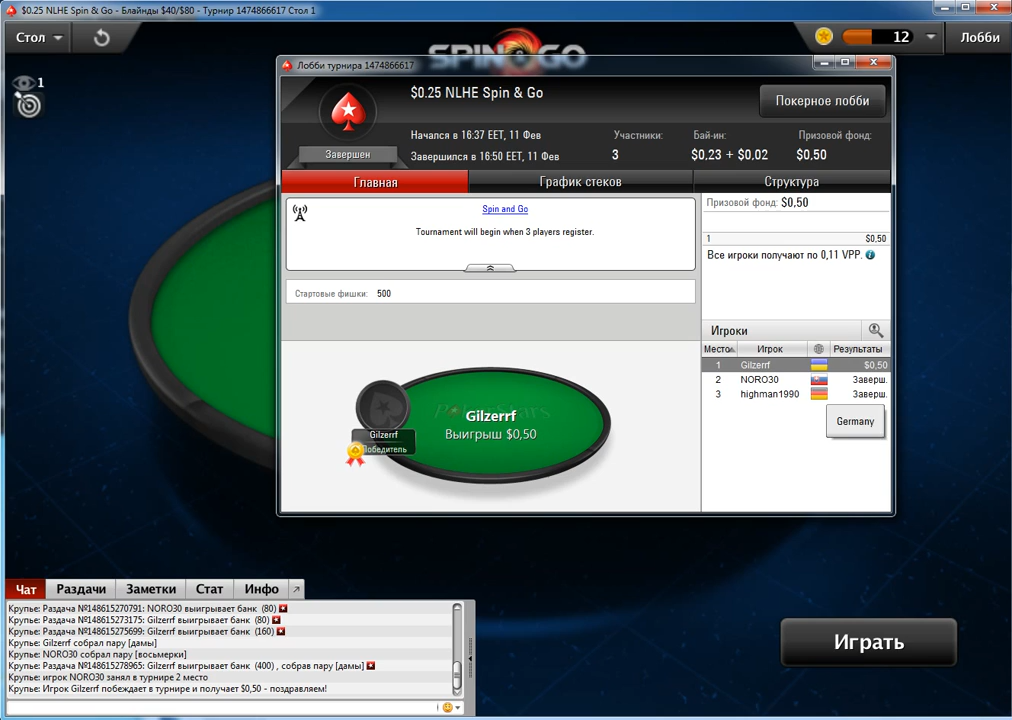 $0.25 NLHE Spin & Go - Блайнды $40/$80 - Турнир 1474866617 Стол 1
Стол
12
Лобби
SPIN & GO
1
Лобби турнира 1474866617
$0.25 NLHE Spin & Go
Покерное лобби
Завершен
Начался в 16:37 EET, 11 Фев
Завершился в 16:50 EET, 11 Фев
Участники:
3
Бай-ин:
$0.23 + $0.02
Призовой фонд:
$0,50
Главная
График стеков
Структура
Spin and Go
Tournament will begin when 3 players register.
Стартовые фишки: 500
Призовой фонд: $0,50
1 $0,50
Все игроки получают по 0,11 VPP.
Игроки
Место Игрок Результаты
1 Gilzerrf $0,50
2 NORO30 Заверш.
3 highman1990 Заверш.
Germany
PokerStars
Gilzerrf
Выигрыш $0,50
Gilzerrf
Победитель
Чат
Раздачи
Заметки
Стат
Инфо
Крупье: Раздача №148615270791: NORO30 выигрывает банк (80)
Крупье: Раздача №148615273175: Gilzerrf выигрывает банк (80)
Крупье: Раздача №148615275699: Gilzerrf выигрывает банк (160)
Крупье: Gilzerrf собрал пару [дамы]
Крупье: NORO30 собрал пару [восьмерки]
Крупье: Раздача №148615278965: Gilzerrf выигрывает банк (400) , собрав пару [дамы]
Крупье: игрок NORO30 занял в турнире 2 место
Крупье: Игрок Gilzerrf побеждает в турнире и получает $0,50 - поздравляем!
Играть